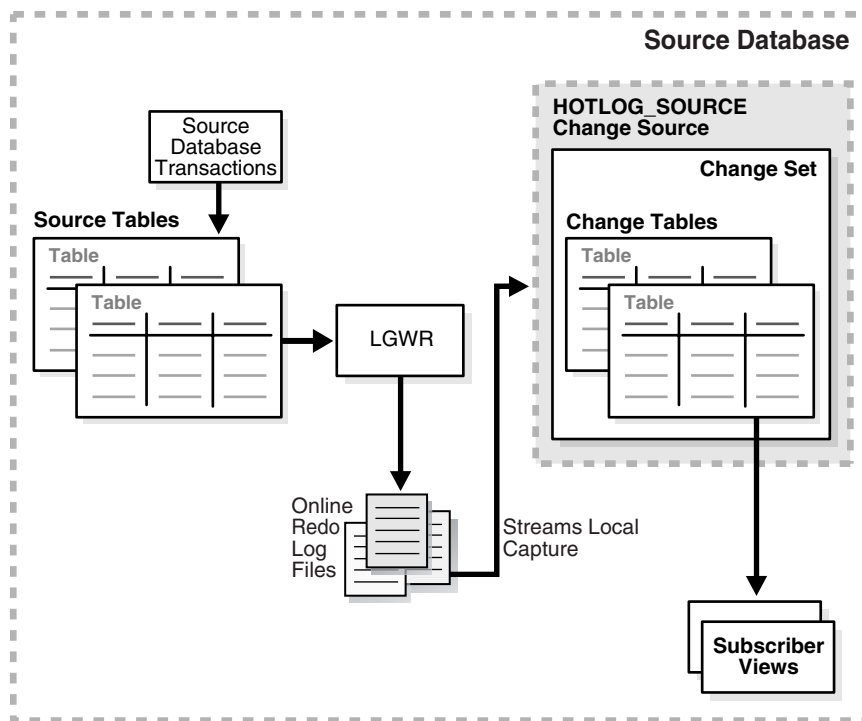 Source Database
HOTLOG_SOURCE
Change Source
Source
Database
Transactions
Change Set
Source Tables
Change Tables
Table
Table
Table
Table
LGWR
Online
Redo
Log
Files
Streams Local
Capture
Subscriber
Views